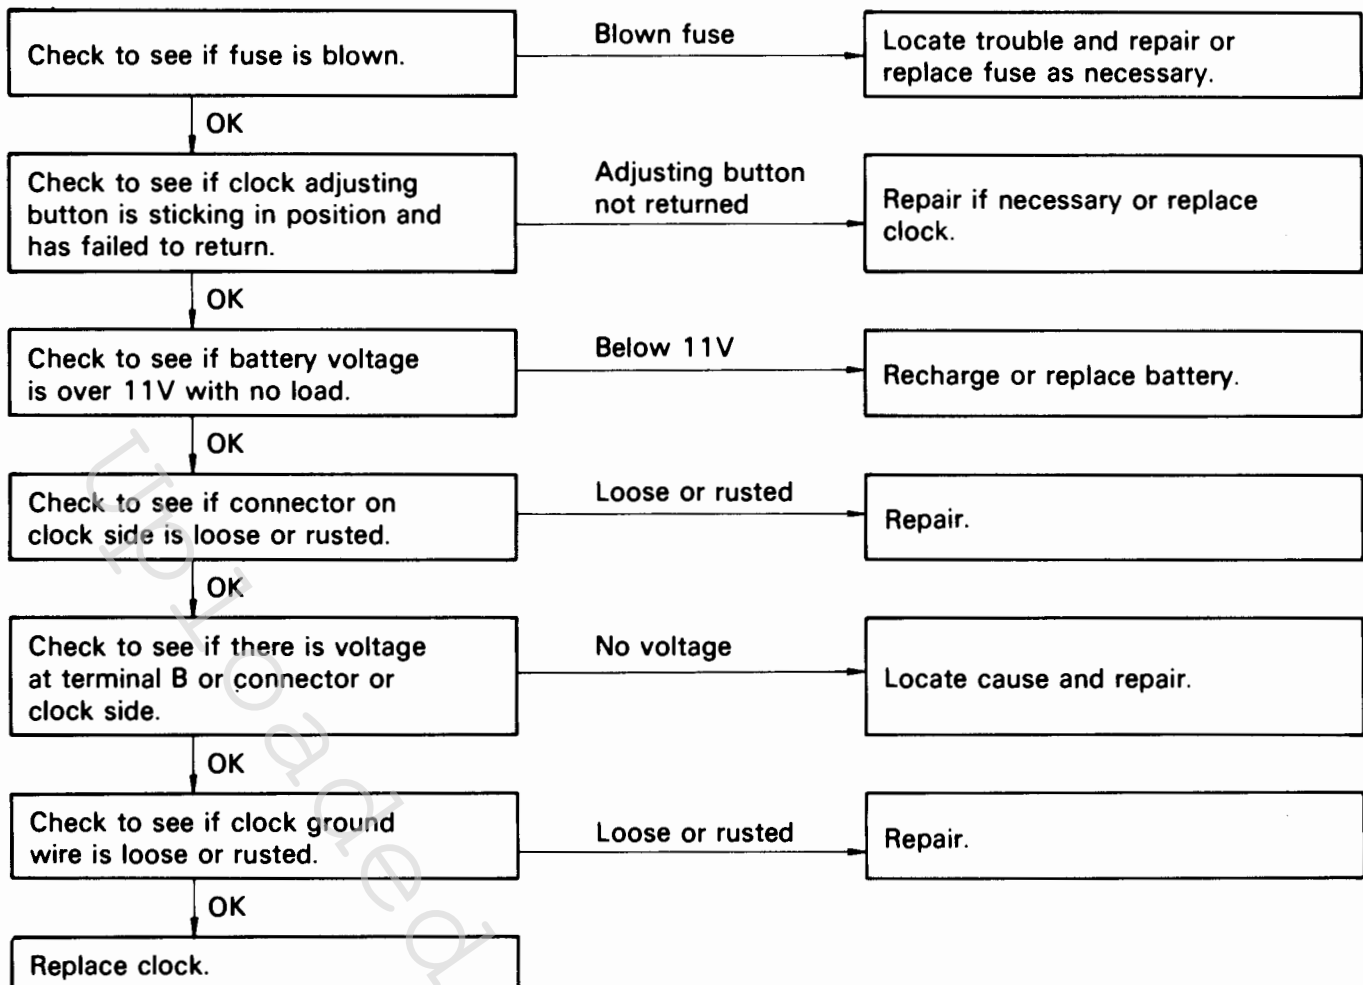 Check to see if fuse is blown.
Blown fuse
Locate trouble and repair or
replace fuse as necessary.
OK
Check to see if clock adjusting
button is sticking in position and
has failed to return.
Adjusting button
not returned
Repair if necessary or replace
clock.
OK
Check to see if battery voltage
is over 11V with no load.
Below 11V
Recharge or replace battery.
OK
Check to see if connector on
clock side is loose or rusted.
Loose or rusted
Repair.
OK
Check to see if there is voltage
at terminal B or connector or
clock side.
No voltage
Locate cause and repair.
OK
Check to see if clock ground
wire is loose or rusted.
Loose or rusted
Repair.
OK
Replace clock.
Uploaded